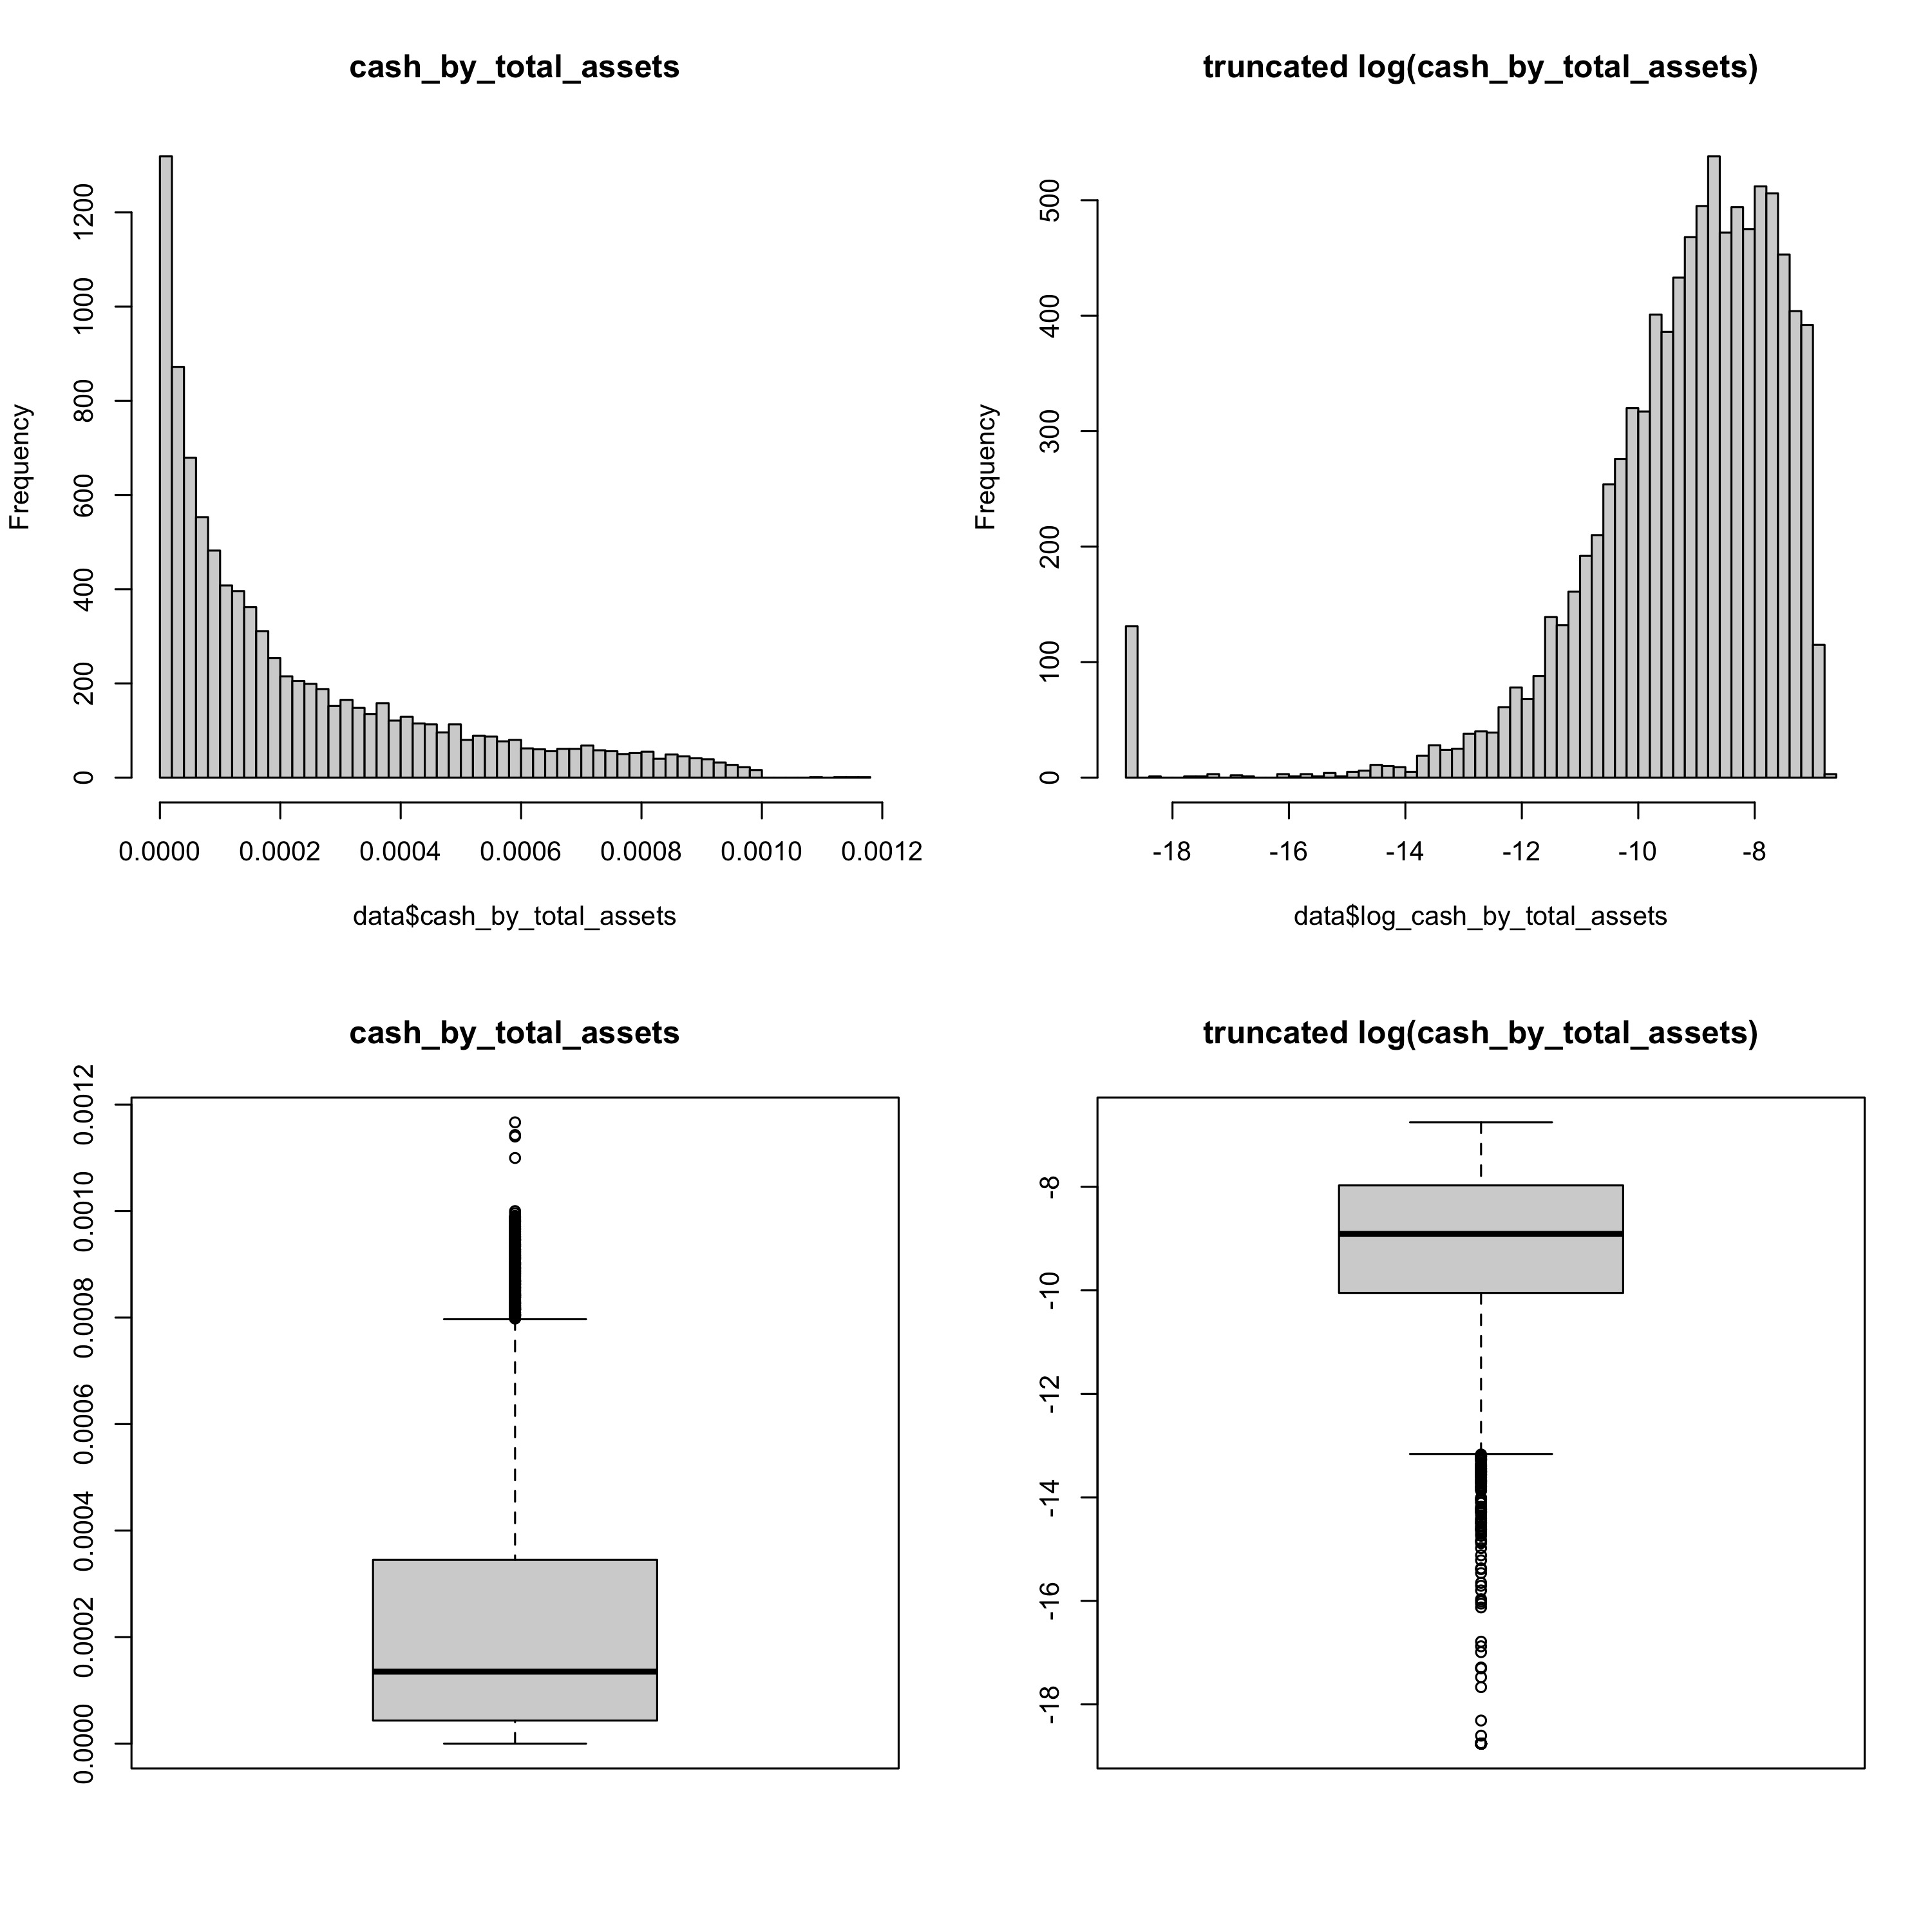 cash_by_total_assets
Frequency
1200
1000
800
600
400
200
0
0.0000 0.0002 0.0004 0.0006 0.0008 0.0010 0.0012
data$cash_by_total_assets
truncated log(cash_by_total_assets)
Frequency
500
400
300
200
100
0
-18 -16 -14 -12 -10 -8
data$log_cash_by_total_assets
cash_by_total_assets
0.0012
0.0010
0.0008
0.0006
0.0004
0.0002
0.0000
truncated log(cash_by_total_assets)
-8
-10
-12
-14
-16
-18